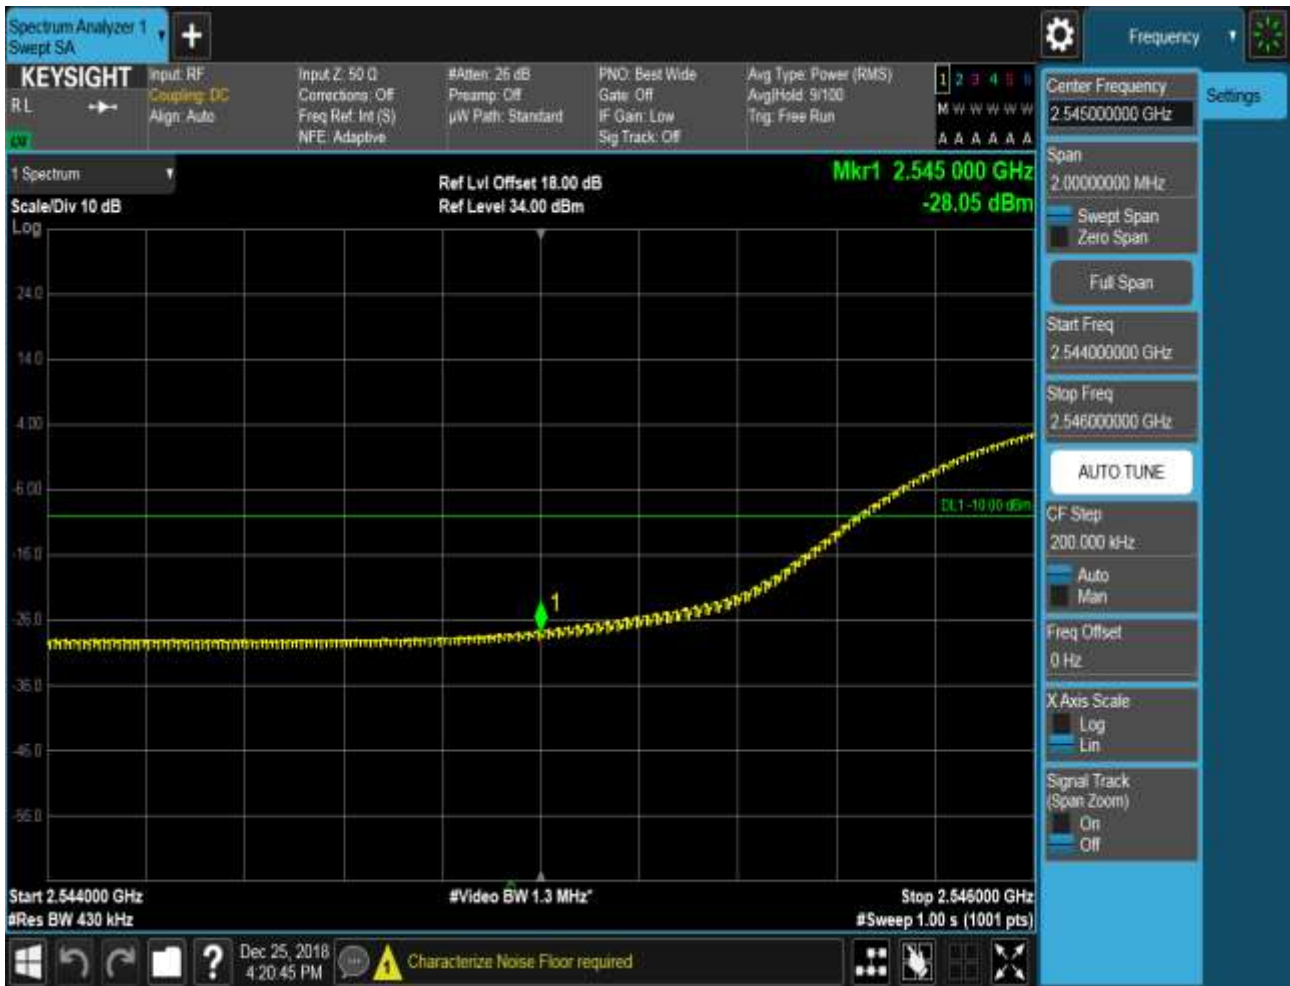 Spectrum Analyzer 1
Swept SA
+
Frequency
KEYSIGHT
RL
Input: RF
Coupling: DC
Align: Auto
Input Z: 50 Ω
Corrections: Off
Freq Ref: Int (S)
NFE: Adaptive
#Atten: 26 dB
Preamp: Off
µW Path: Standard
PNO: Best Wide
Gate: Off
IF Gain: Low
Sig Track: Off
Avg Type: Power (RMS)
Avg|Hold: 9/100
Trig: Free Run
1 2 3 4 5 6
M W W W W W
A A A A A A
1 Spectrum
Scale/Div 10 dB
Log
Ref Lvl Offset 18.00 dB
Ref Level 34.00 dBm
Mkr1 2.545 000 GHz
-28.05 dBm
24.0
14.0
4.00
-6.00
-16.0
-26.0
-36.0
-46.0
-56.0
DL1 -10.00 dBm
1
Start 2.544000 GHz
#Res BW 430 kHz
#Video BW 1.3 MHz*
Stop 2.546000 GHz
#Sweep 1.00 s (1001 pts)
Center Frequency
2.545000000 GHz
Settings
Span
2.00000000 MHz
Swept Span
Zero Span
Full Span
Start Freq
2.544000000 GHz
Stop Freq
2.546000000 GHz
AUTO TUNE
CF Step
200.000 kHz
Auto
Man
Freq Offset
0 Hz
X Axis Scale
Log
Lin
Signal Track
(Span Zoom)
On
Off
?
Dec 25, 2018
4:20:45 PM
1
Characterize Noise Floor required